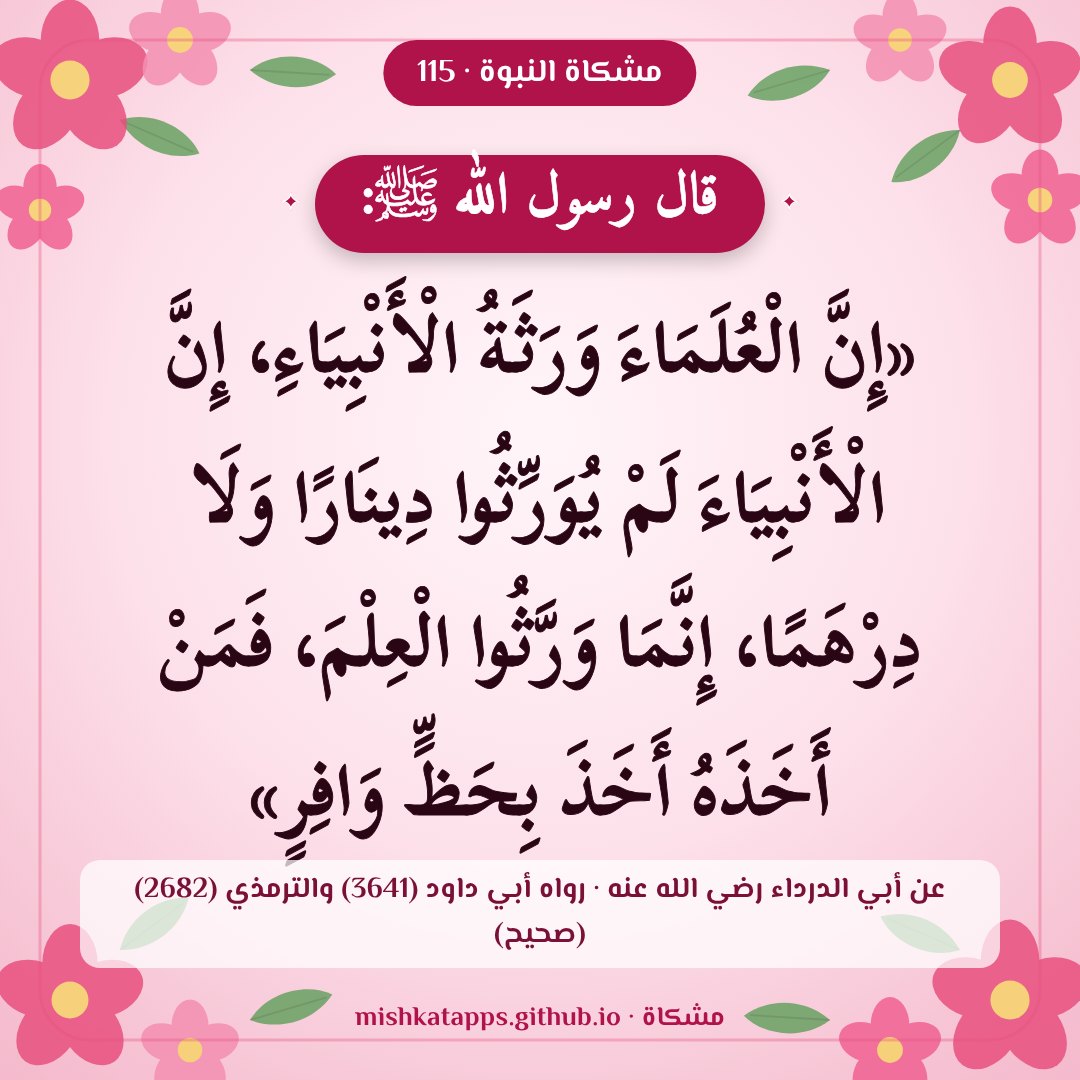 مشكاة النبوة · 115
قال رسول الله ﷺ:
«إِنَّ الْعُلَمَاءَ وَرَثَةُ الْأَنْبِيَاءِ، إِنَّ
الْأَنْبِيَاءَ لَمْ يُوَرِّثُوا دِينَارًا وَلَا
دِرْهَمًا، إِنَّمَا وَرَّثُوا الْعِلْمَ، فَمَنْ
أَخَذَهُ أَخَذَ بِحَظٍّ وَافِرٍ»
عن أبي الدرداء رضي الله عنه · رواه أبي داود (3641) والترمذي (2682)
(صحيح)
مشكاة · mishkatapps.github.io